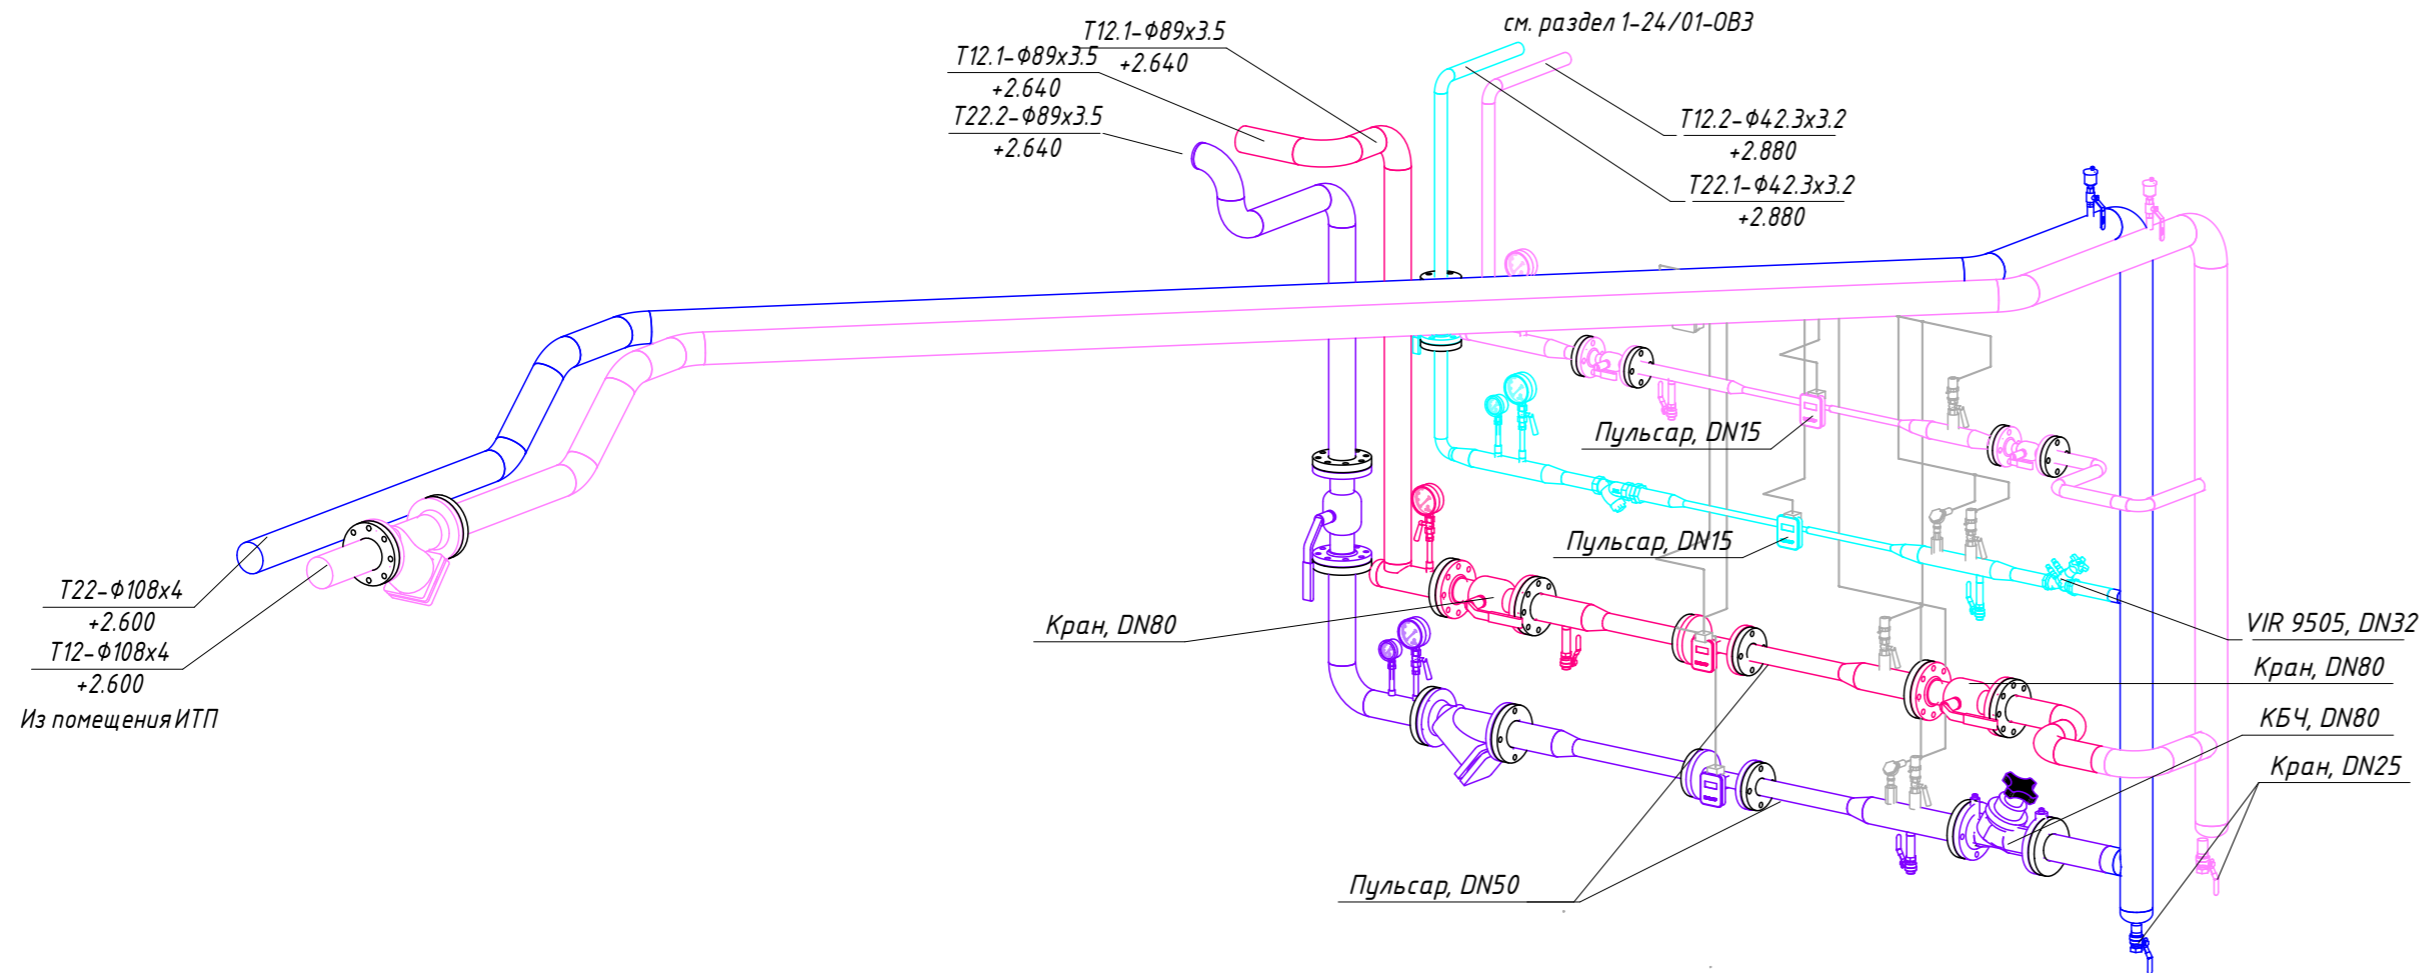 см. раздел 1-24/01-ОВ3
Т12.1-Ф89х3.5
+2.640
Т12.1-Ф89х3.5
+2.640
Т22.2-Ф89х3.5
+2.640
Т12.2-Ф42.3х3.2
+2.880
Т22.1-Ф42.3х3.2
+2.880
Пульсар, DN15
Пульсар, DN15
Т22-Ф108х4
+2.600
Т12-Ф108х4
+2.600
Из помещения ИТП
Кран, DN80
VIR 9505, DN32
Кран, DN80
КБЧ, DN80
Кран, DN25
Пульсар, DN50